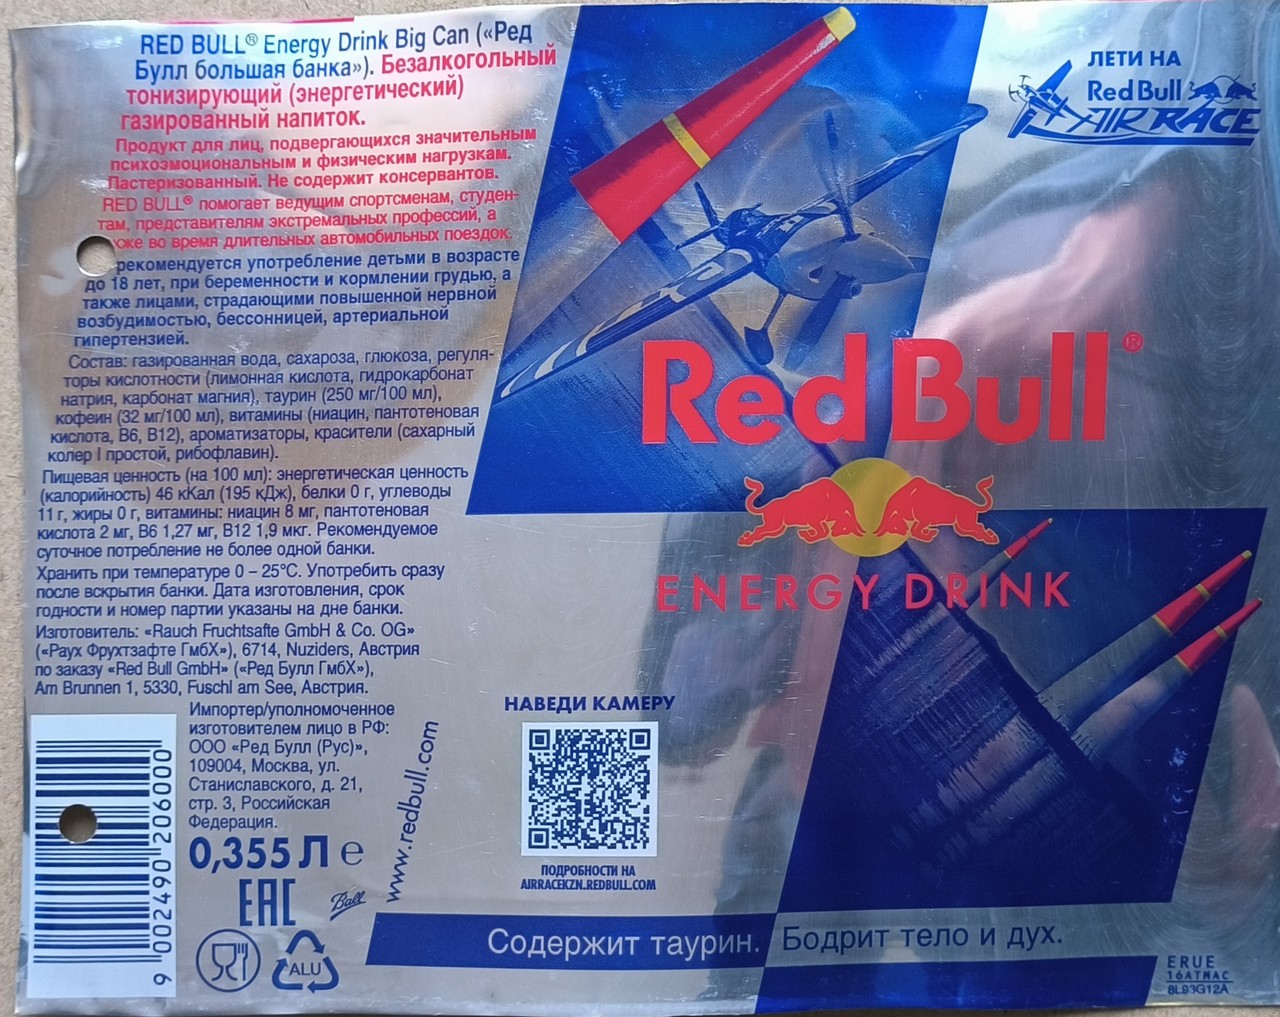 RED BULL® Energy Drink Big Can («Ред
Булл большая банка»). Безалкогольный
тонизирующий (энергетический)
газированный напиток.
Продукт для лиц, подвергающихся значительным
психоэмоциональным и физическим нагрузкам.
Пастеризованный. Не содержит консервантов.
RED BULL® помогает ведущим спортсменам, студен-
там, представителям экстремальных профессий, а
во время длительных автомобильных поездок.
рекомендуется употребление детьми в возрасте
до 18 лет, при беременности и кормлении грудью, а
также лицами, страдающими повышенной нервной
возбудимостью, бессонницей, артериальной
гипертензией.
Состав: газированная вода, сахароза, глюкоза, регуля-
торы кислотности (лимонная кислота, гидрокарбонат
натрия, карбонат магния), таурин (250 мг/100 мл),
кофеин (32 мг/100 мл), витамины (ниацин, пантотеновая
кислота, В6, В12), ароматизаторы, красители (сахарный
колер I простой, рибофлавин).
Пищевая ценность (на 100 мл): энергетическая ценность
(калорийность) 46 кКал (195 кДж), белки 0 г, углеводы
11 г, жиры 0 г, витамины: ниацин 8 мг, пантотеновая
кислота 2 мг, В6 1,27 мг, В12 1,9 мкг. Рекомендуемое
суточное потребление не более одной банки.
Хранить при температуре 0 – 25°С. Употребить сразу
после вскрытия банки. Дата изготовления, срок
годности и номер партии указаны на дне банки.
Изготовитель: «Rauch Fruchtsafte GmbH & Co. OG»
(«Раух Фрухтзафте ГмбХ»), 6714, Nuziders, Австрия
по заказу «Red Bull GmbH» («Ред Булл ГмбХ»),
Am Brunnen 1, 5330, Fuschl am See, Австрия.
Импортер/уполномоченное
изготовителем лицо в РФ:
ООО «Ред Булл (Рус)»,
109004, Москва, ул.
Станиславского, д. 21,
стр. 3, Российская
Федерация.
0,355 Л ℮
EAC
Ball
ALU
9 002490 206000
www.redbull.com
ЛЕТИ НА
Red Bull
AIR RACE
Red Bull®
ENERGY DRINK
НАВЕДИ КАМЕРУ
ПОДРОБНОСТИ НА
AIRRACEKZN.REDBULL.COM
Содержит таурин. Бодрит тело и дух.
ERUE
16ATMAC
8L93G12A